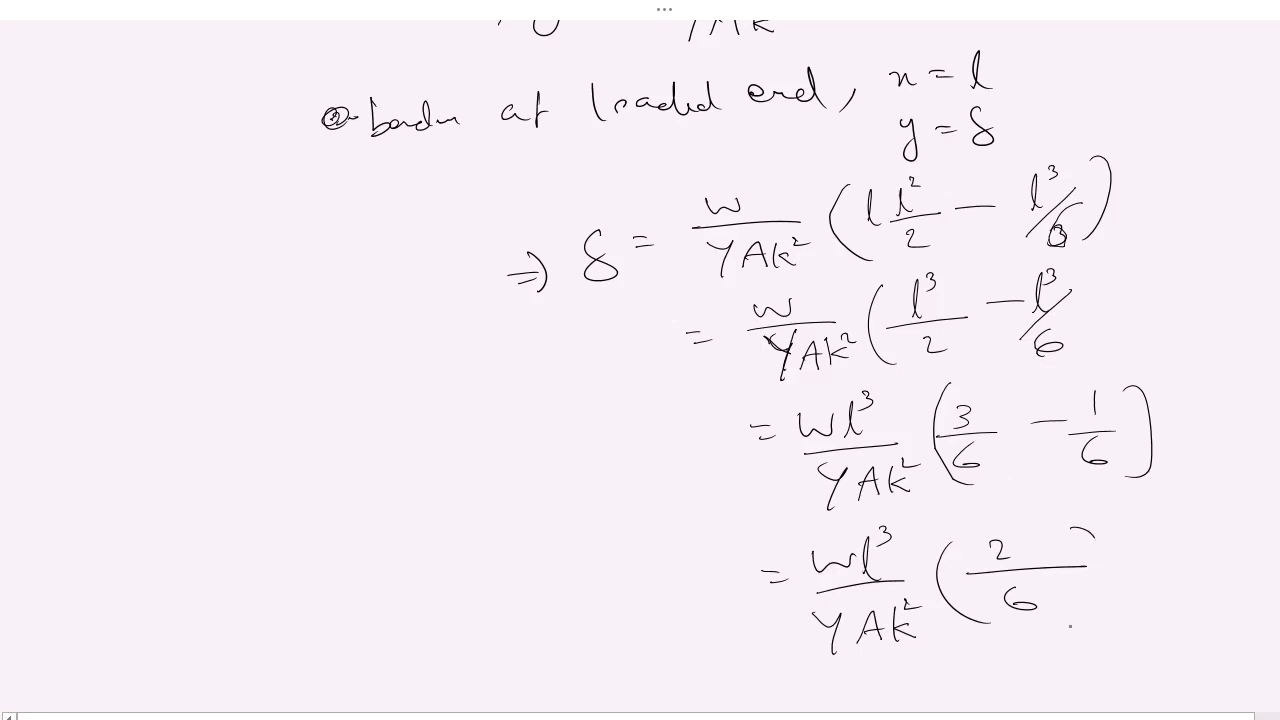 YAk
at loaded end, x = l
y = δ
⇒ δ = W/YAk² (l l²/2 − l³/6)
= W/YAk² (l³/2 − l³/6
= Wl³/YAk² (3/6 − 1/6)
= Wl³/YAk² (2/6)